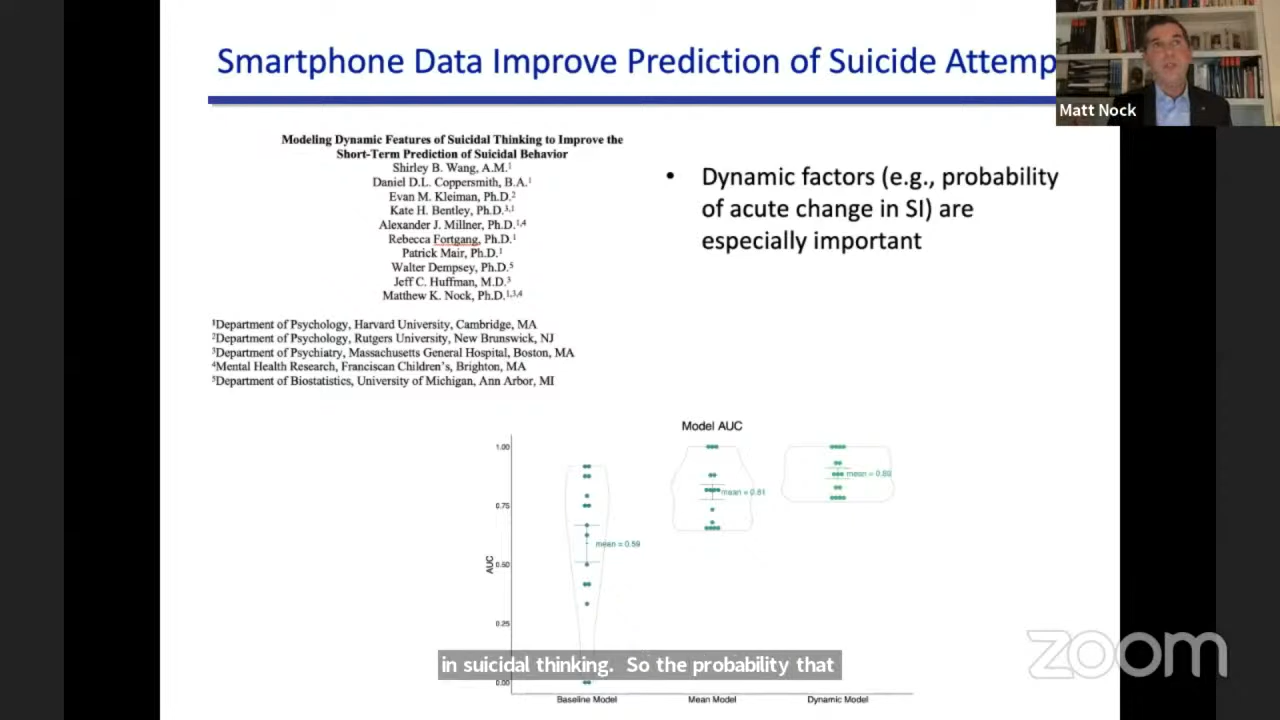 Smartphone Data Improve Prediction of Suicide Attemp
Matt Nock
Modeling Dynamic Features of Suicidal Thinking to Improve the
Short-Term Prediction of Suicidal Behavior
Shirley B. Wang, A.M.¹
Daniel D.L. Coppersmith, B.A.¹
Evan M. Kleiman, Ph.D.²
Kate H. Bentley, Ph.D.³,¹
Alexander J. Millner, Ph.D.¹,⁴
Rebecca Fortgang, Ph.D.¹
Patrick Mair, Ph.D.¹
Walter Dempsey, Ph.D.⁵
Jeff C. Huffman, M.D.³
Matthew K. Nock, Ph.D.¹,³,⁴
¹Department of Psychology, Harvard University, Cambridge, MA
²Department of Psychology, Rutgers University, New Brunswick, NJ
³Department of Psychiatry, Massachusetts General Hospital, Boston, MA
⁴Mental Health Research, Franciscan Children's, Brighton, MA
⁵Department of Biostatistics, University of Michigan, Ann Arbor, MI
• Dynamic factors (e.g., probability
of acute change in SI) are
especially important
Model AUC
1.00
0.75
0.50
0.25
0.00
AUC
mean = 0.59
mean = 0.81
mean =
Baseline Model
Mean Model
Dynamic Model
in suicidal thinking. So the probability that
zoom